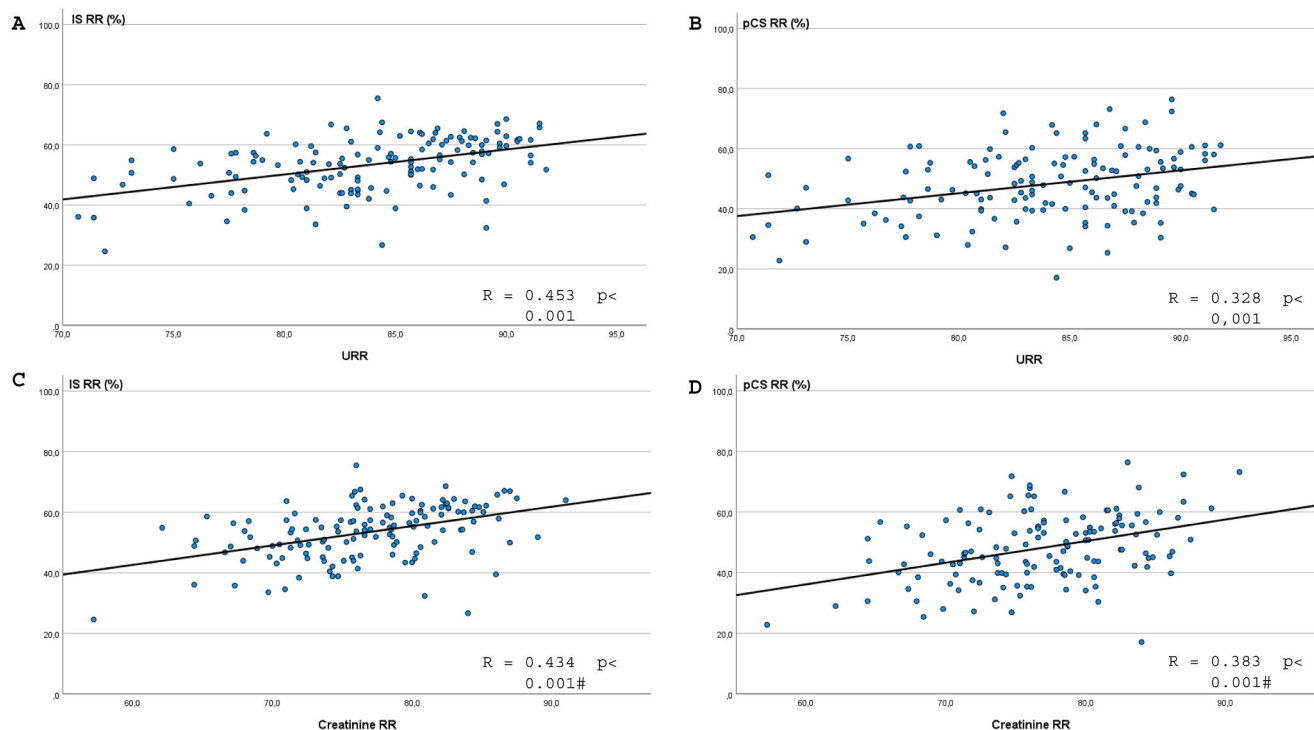 A
IS RR (%)
100,0
80,0
60,0
40,0
20,0
,0
70,0 75,0 80,0 85,0 90,0 95,0
URR
R = 0.453 p<
0.001
B
pCS RR (%)
100,0
80,0
60,0
40,0
20,0
,0
70,0 75,0 80,0 85,0 90,0 95,0
URR
R = 0.328 p<
0,001
C
IS RR (%)
100,0
80,0
60,0
40,0
20,0
,0
60,0 70,0 80,0 90,0
Creatinine RR
R = 0.434 p<
0.001#
D
pCS RR (%)
100,0
80,0
60,0
40,0
20,0
,0
60,0 70,0 80,0 90,0
Creatinine RR
R = 0.383 p<
0.001#